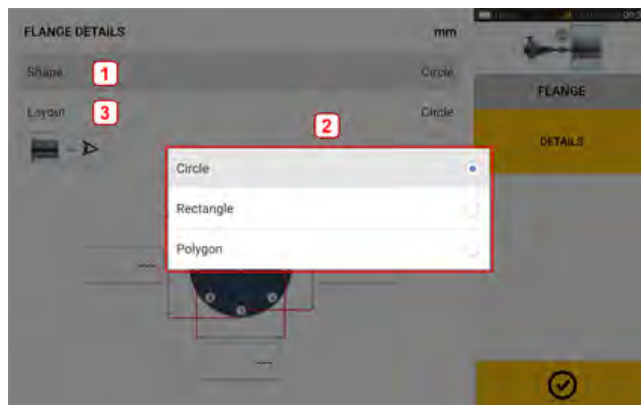 FLANGE DETAILS mm
Shape 1 Circle
Layout 3 Circle
2
Circle
Rectangle
Polygon
---
---
FLANGE
DETAILS